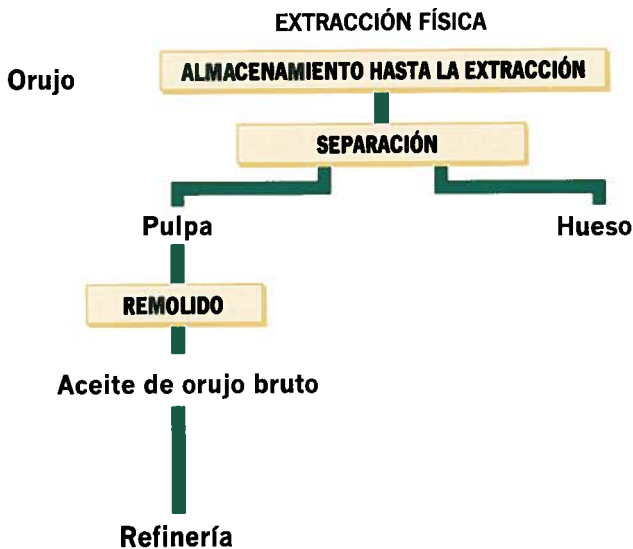 EXTRACCIÓN FÍSICA
Orujo
ALMACENAMIENTO HASTA LA EXTRACCIÓN
SEPARACIÓN
Pulpa
Hueso
REMOLIDO
Aceite de orujo bruto
Refinería